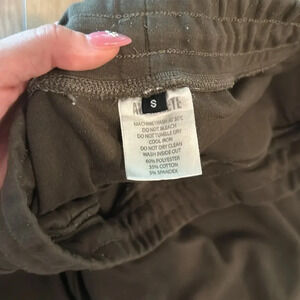 S
MACHINE WASH AT 30°C
DO NOT BLEACH
DO NOT TUMBLE DRY
COOL IRON
DO NOT DRY CLEAN
WASH INSIDE OUT
60% POLYESTER
35% COTTON
5% SPANDEX